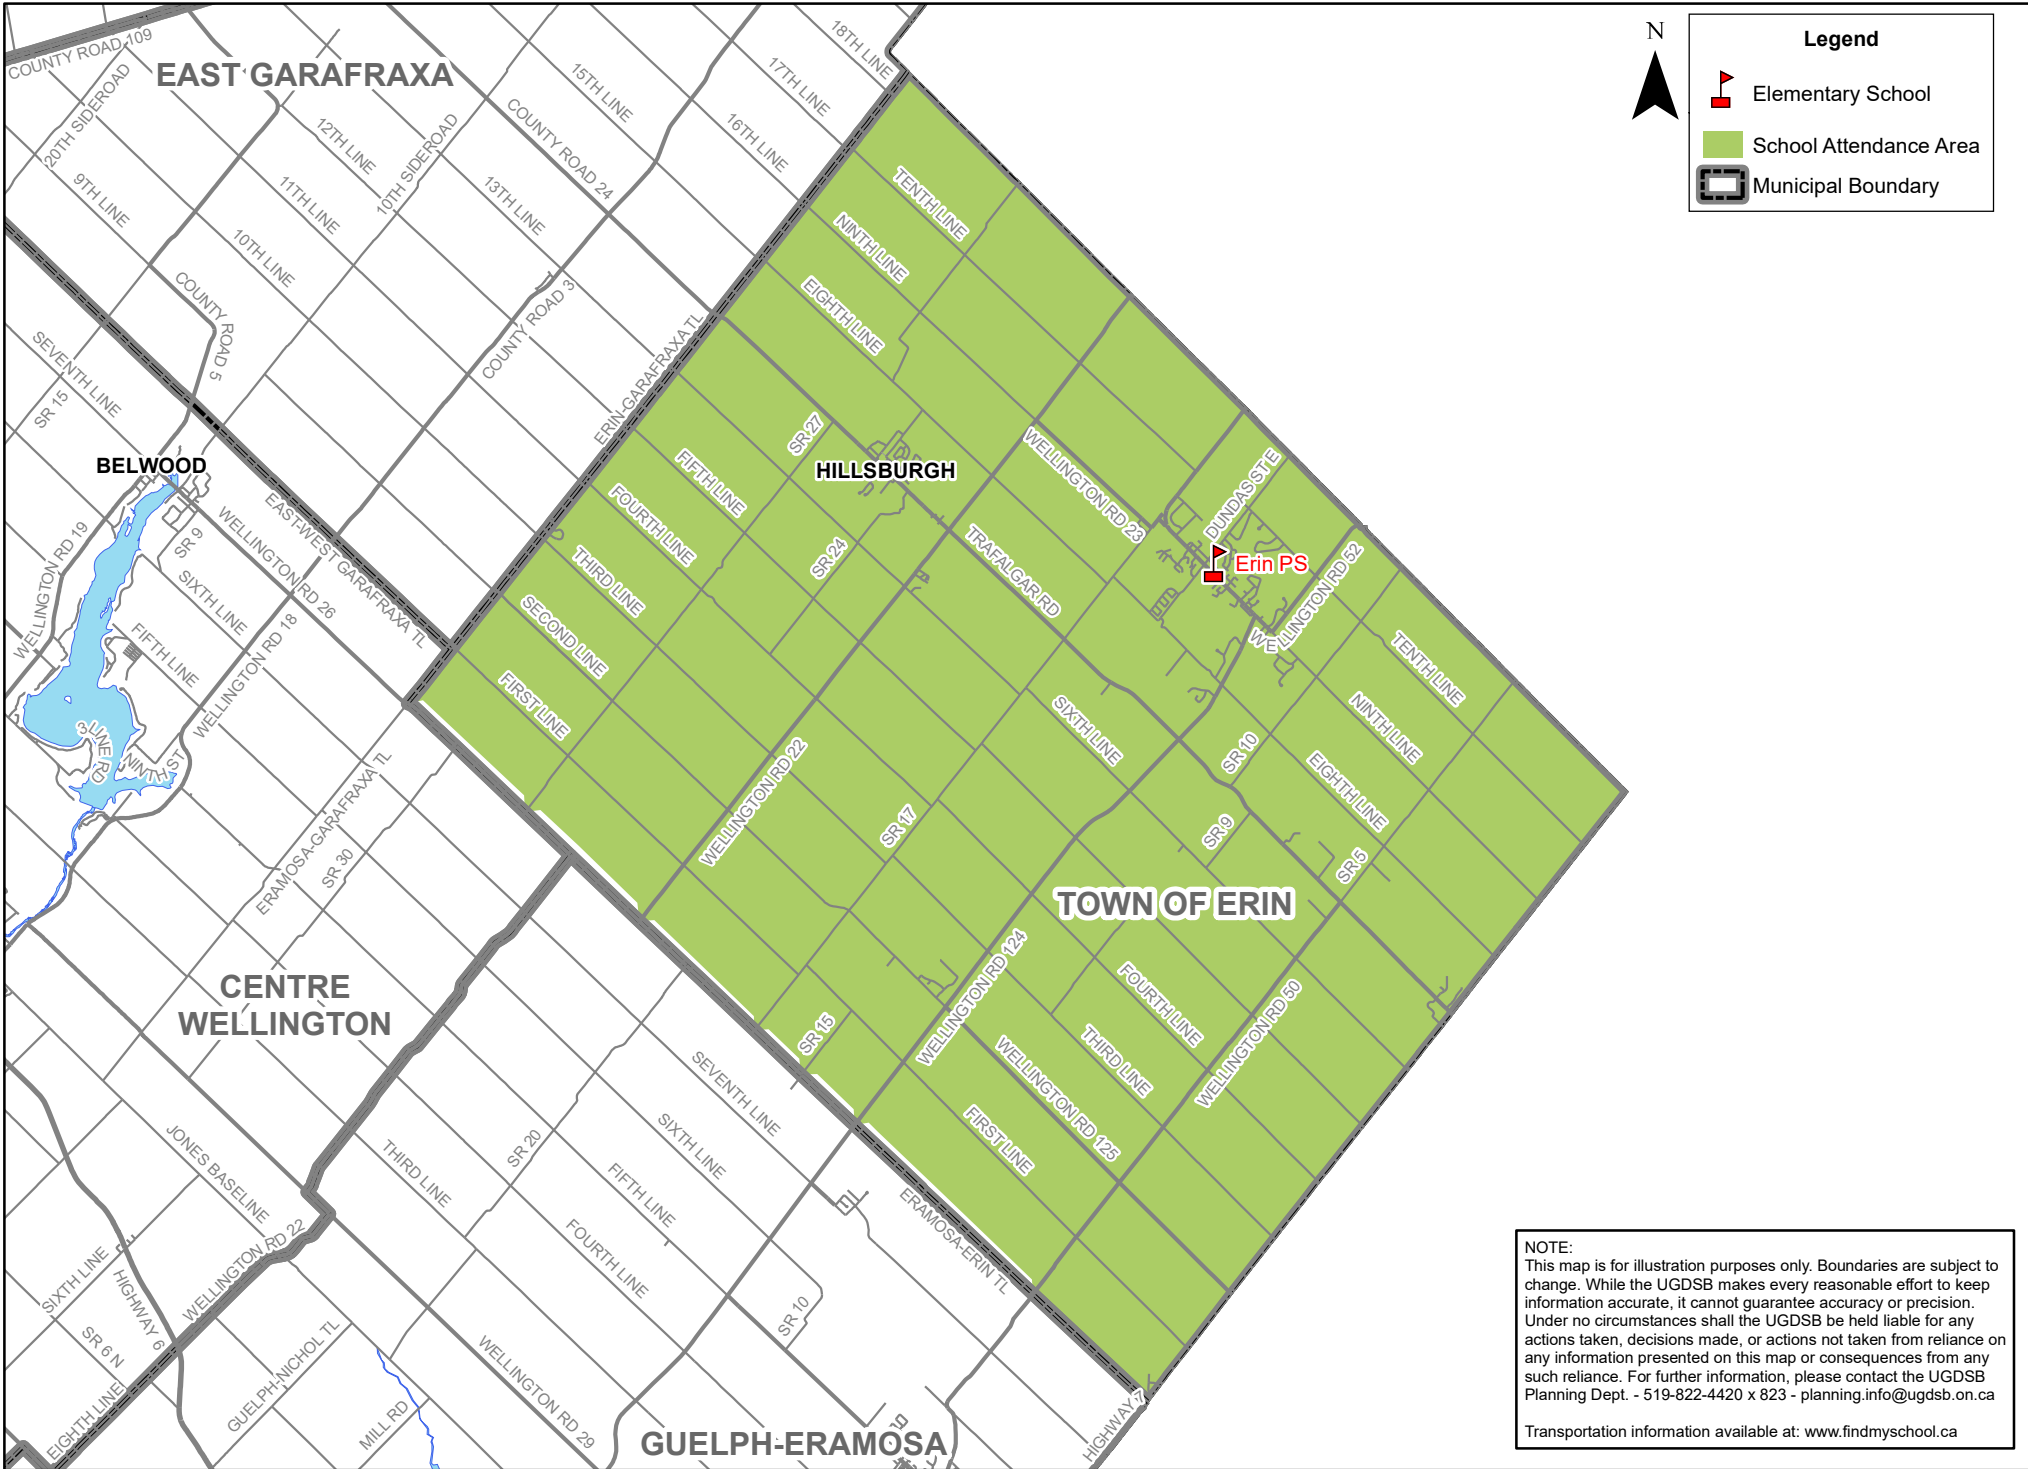 COUNTY ROAD 109
EAST GARAFRAXA
18TH LINE
17TH LINE
16TH LINE
15TH LINE
COUNTY ROAD 24
20TH SIDEROAD
12TH LINE
10TH SIDEROAD
9TH LINE
11TH LINE
13TH LINE
10TH LINE
COUNTY ROAD 5
COUNTY ROAD 3
N
Legend
Elementary School
School Attendance Area
Municipal Boundary
TENTH LINE
NINTH LINE
EIGHTH LINE
ERIN-GARAFRAXA TL
SEVENTH LINE
SR 15
BELWOOD
EAST-WEST GARAFRAXA TL
WELLINGTON RD 19
SR 9
WELLINGTON RD 26
SIXTH LINE
FIFTH LINE
WELLINGTON RD 18
3 LINE RD
NINTH ST
SR 27
HILLSBURGH
FIFTH LINE
FOURTH LINE
THIRD LINE
SECOND LINE
FIRST LINE
SR 24
TRAFALGAR RD
WELLINGTON RD 23
DUNDAS ST E
Erin PS
WELLINGTON RD 52
TENTH LINE
NINTH LINE
EIGHTH LINE
SIXTH LINE
SR 10
SR 9
SR 5
WELLINGTON RD 22
SR 17
ERAMOSA-GARAFRAXA TL
SR 30
TOWN OF ERIN
WELLINGTON RD 124
FOURTH LINE
THIRD LINE
WELLINGTON RD 50
WELLINGTON RD 125
FIRST LINE
SR 15
CENTRE
WELLINGTON
SEVENTH LINE
SIXTH LINE
FIFTH LINE
FOURTH LINE
THIRD LINE
SR 20
JONES BASELINE
WELLINGTON RD 22
SIXTH LINE
HIGHWAY 6
SR 6 N
EIGHTH LINE
GUELPH-NICHOL TL
MILL RD
WELLINGTON RD 29
SR 10
ERAMOSA-ERIN TL
GUELPH-ERAMOSA
HIGHWAY 7
NOTE:
This map is for illustration purposes only. Boundaries are subject to
change. While the UGDSB makes every reasonable effort to keep
information accurate, it cannot guarantee accuracy or precision.
Under no circumstances shall the UGDSB be held liable for any
actions taken, decisions made, or actions not taken from reliance on
any information presented on this map or consequences from any
such reliance. For further information, please contact the UGDSB
Planning Dept. - 519-822-4420 x 823 - planning.info@ugdsb.on.ca
Transportation information available at: www.findmyschool.ca